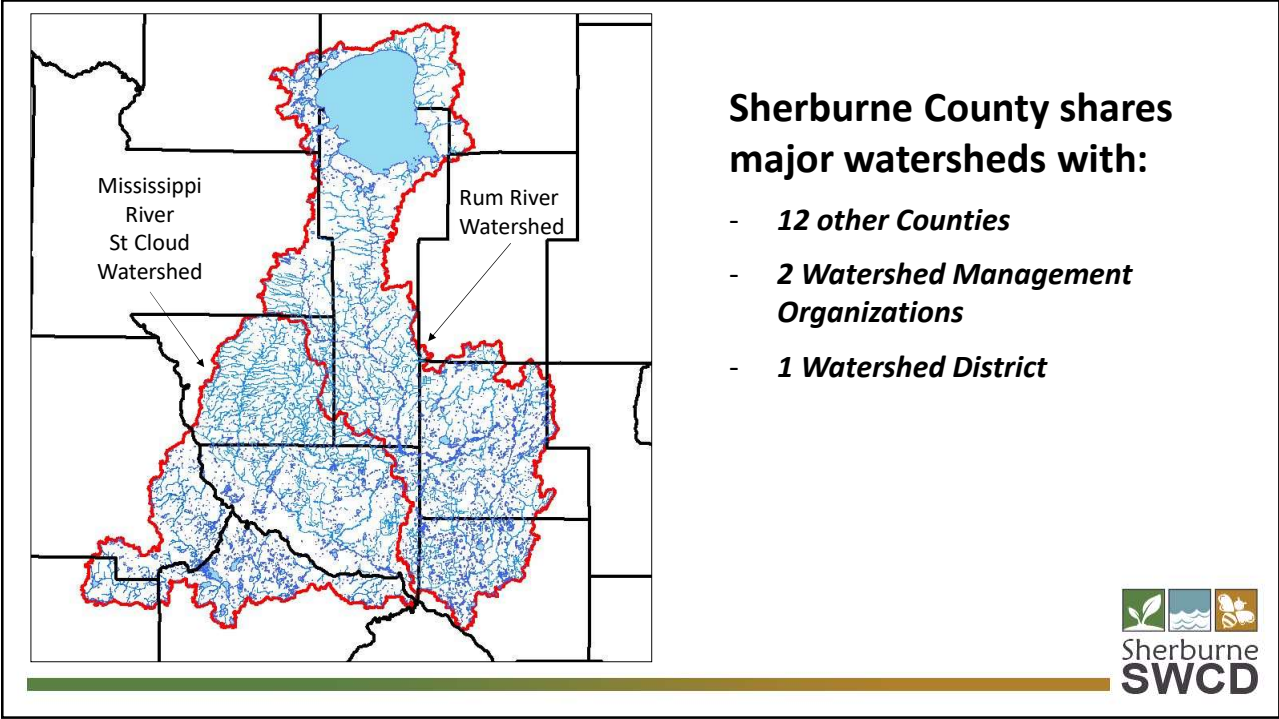 Mississippi
River
St Cloud
Watershed
Rum River
Watershed
Sherburne County shares
major watersheds with:
- 12 other Counties
- 2 Watershed Management
Organizations
- 1 Watershed District
Sherburne
SWCD